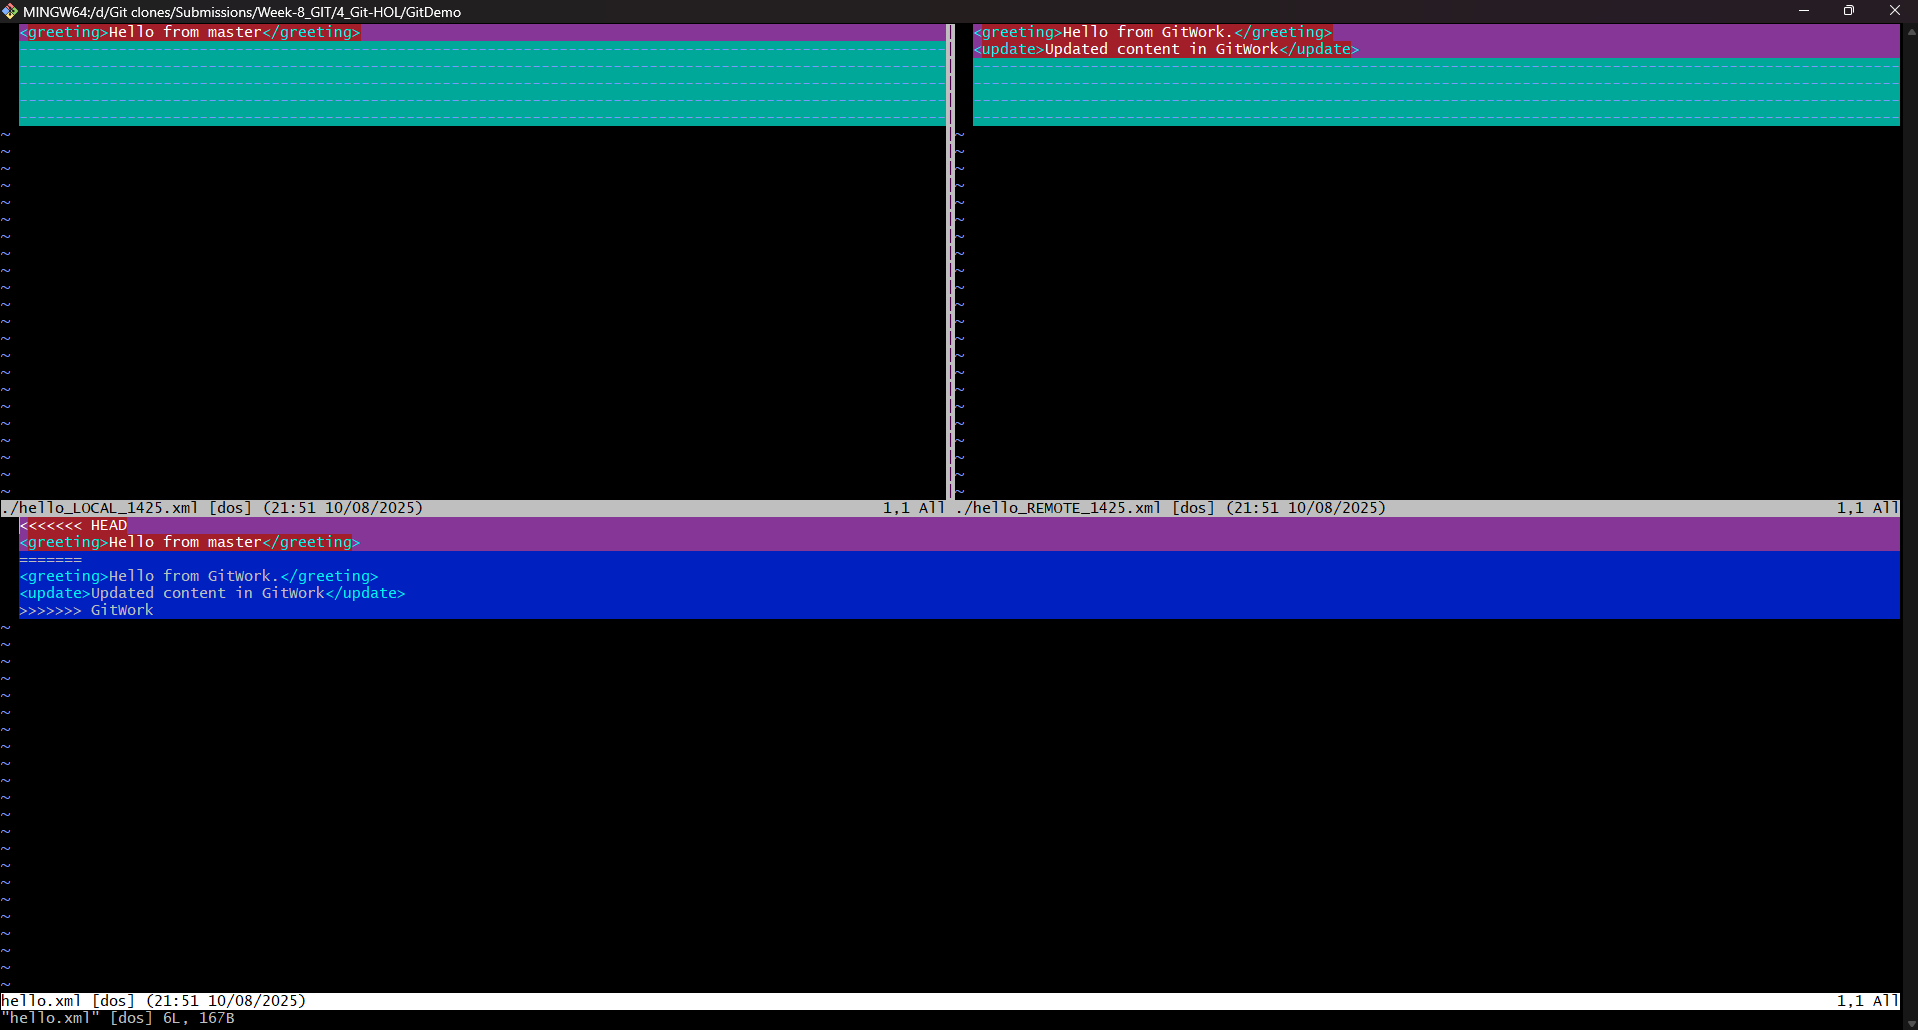 MINGW64:/d/Git clones/Submissions/Week-8_GIT/4_Git-HOL/GitDemo
<greeting>Hello from master</greeting>
<greeting>Hello from GitWork.</greeting>
<update>Updated content in GitWork</update>
./hello_LOCAL_1425.xml [dos] (21:51 10/08/2025) 1,1 All
./hello_REMOTE_1425.xml [dos] (21:51 10/08/2025) 1,1 All
<<<<<<< HEAD
<greeting>Hello from master</greeting>
=======
<greeting>Hello from GitWork.</greeting>
<update>Updated content in GitWork</update>
>>>>>>> GitWork
hello.xml [dos] (21:51 10/08/2025) 1,1 All
"hello.xml" [dos] 6L, 167B